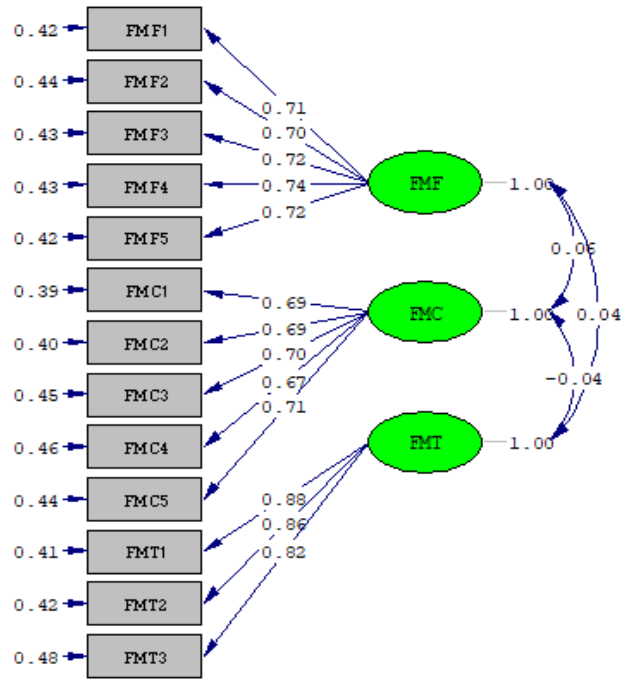 0.42 FMF1
0.44 FMF2
0.43 FMF3
0.43 FMF4
0.42 FMF5
0.39 FMC1
0.40 FMC2
0.45 FMC3
0.46 FMC4
0.44 FMC5
0.41 FMT1
0.42 FMT2
0.48 FMT3
0.71
0.70
0.72
0.74
0.72
0.69
0.69
0.70
0.67
0.71
0.88
0.86
0.82
FMF 1.00
FMC 1.00
FMT 1.00
0.06
0.04
-0.04